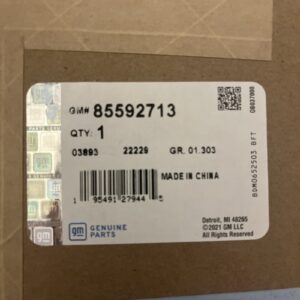 GM# 85592713
QTY: 1
03893 22229 GR. 01.303
MADE IN CHINA
1 95491 27944 5
gm GENUINE PARTS
Detroit, MI 48265
©2021 GM LLC
All Rights Reserved